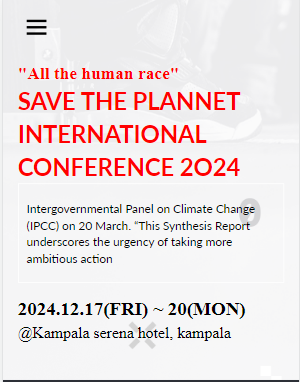 "All the human race"
SAVE THE PLANNET
INTERNATIONAL
CONFERENCE 2024
Intergovernmental Panel on Climate Change
(IPCC) on 20 March. “This Synthesis Report
underscores the urgency of taking more
ambitious action
2024.12.17(FRI) ~ 20(MON)
@Kampala serena hotel, kampala